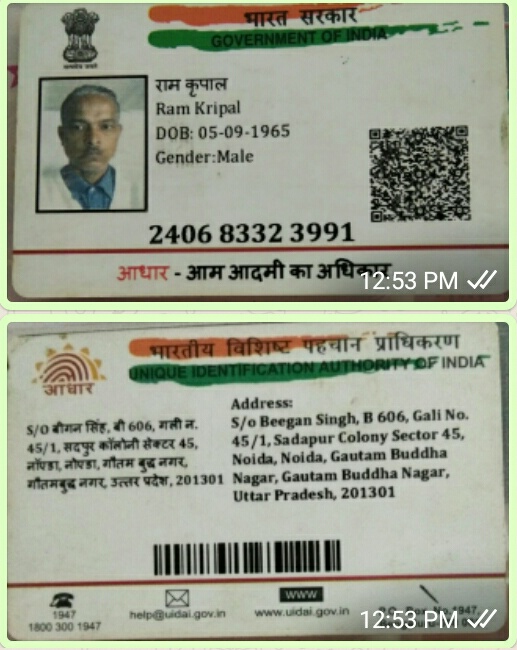 भारत सरकार
GOVERNMENT OF INDIA
राम कृपाल
Ram Kripal
DOB: 05-09-1965
Gender:Male
2406 8332 3991
आधार - आम आदमी का अधिकार
12:53 PM
भारतीय विशिष्ट पहचान प्राधिकरण
UNIQUE IDENTIFICATION AUTHORITY OF INDIA
आधार
S/O बीगन सिंह, बी 606, गली न.
45/1, सदपुर कॉलोनी सेक्टर 45,
नॉएडा, नोएडा, गौतम बुद्ध नगर,
गौतमबुद्ध नगर, उत्तर प्रदेश, 201301
Address:
S/o Beegan Singh, B 606, Gali No.
45/1, Sadapur Colony Sector 45,
Noida, Noida, Gautam Buddha
Nagar, Gautam Buddha Nagar,
Uttar Pradesh, 201301
1947
1800 300 1947
help@uidai.gov.in
WWW
www.uidai.gov.in
No.1947,
12:53 PM